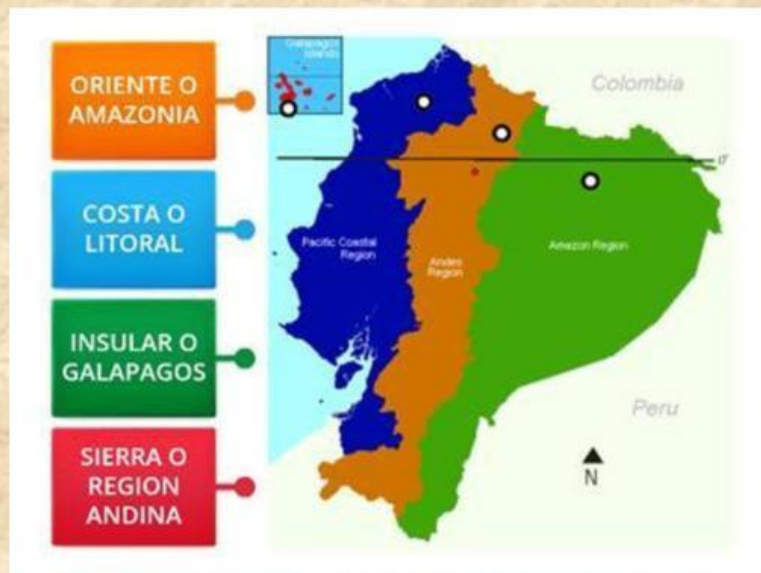 ORIENTE O
AMAZONIA
COSTA O
LITORAL
INSULAR O
GALAPAGOS
SIERRA O
REGION
ANDINA
Galapagos
Islands
Colombia
Pacific Coastal
Region
Andes
Region
Amazon Region
Peru
N